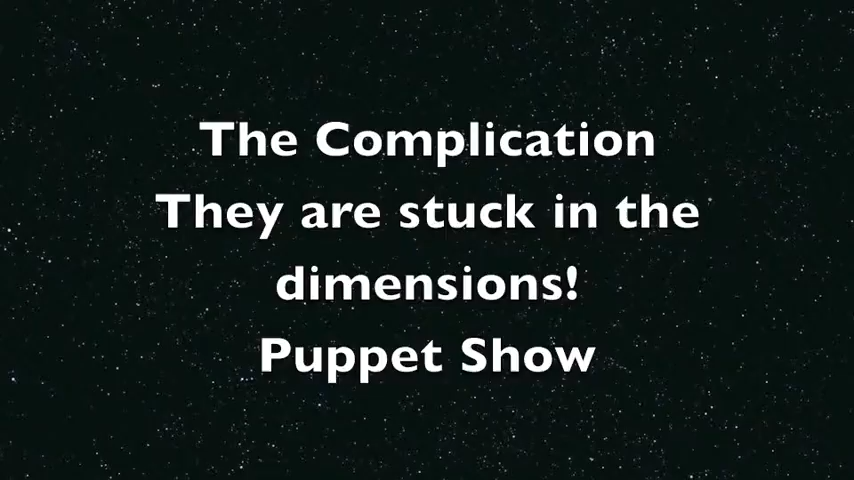 The Complication
They are stuck in the
dimensions!
Puppet Show